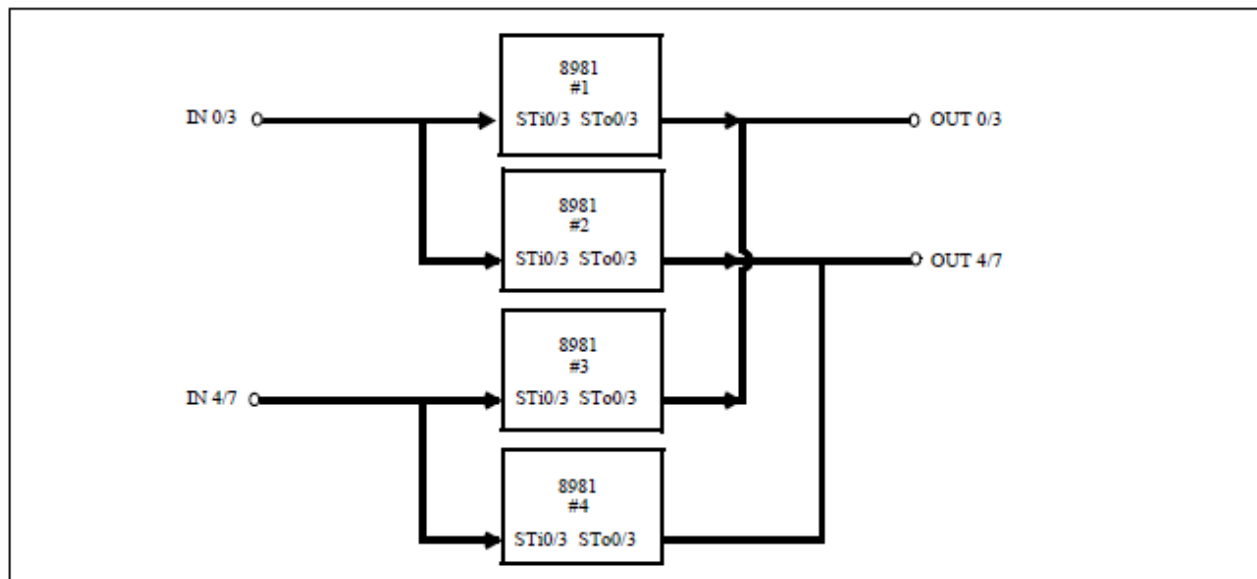 8981
#1
IN 0/3
STi0/3 STo0/3
OUT 0/3
8981
#2
STi0/3 STo0/3
OUT 4/7
8981
#3
IN 4/7
STi0/3 STo0/3
8981
#4
STi0/3 STo0/3